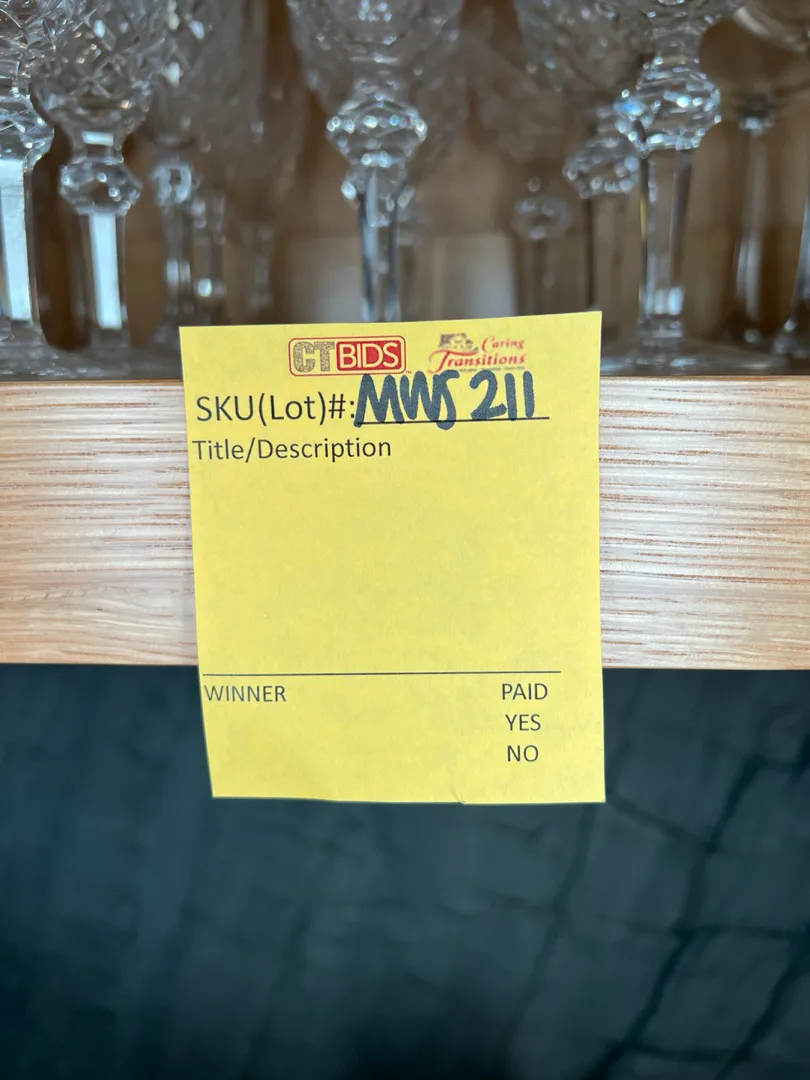 CTBIDS
Caring
Transitions
SKU(Lot)#: MWS 211
Title/Description
WINNER
PAID
YES
NO